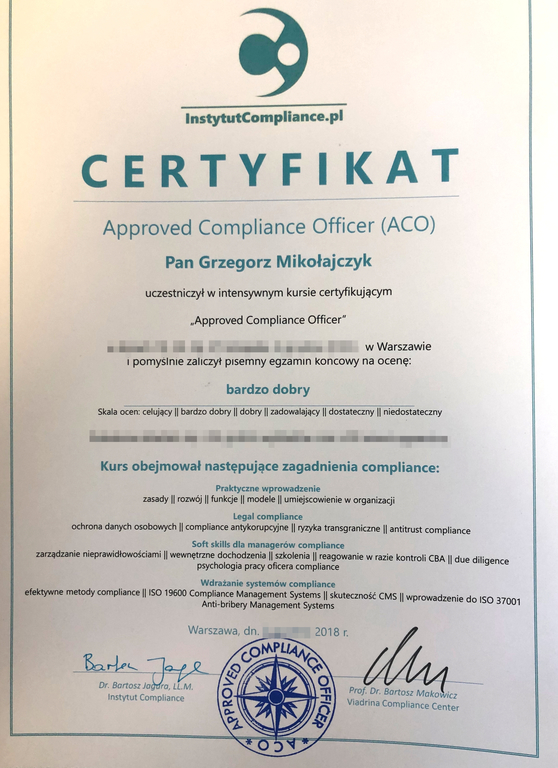 InstytutCompliance.pl
CERTYFIKAT
Approved Compliance Officer (ACO)
Pan Grzegorz Mikołajczyk
uczestniczył w intensywnym kursie certyfikującym
„Approved Compliance Officer”
w Warszawie
i pomyślnie zaliczył pisemny egzamin końcowy na ocenę:
bardzo dobry
Skala ocen: celujący || bardzo dobry || dobry || zadowalający || dostateczny || niedostateczny
Kurs obejmował następujące zagadnienia compliance:
Praktyczne wprowadzenie
zasady || rozwój || funkcje || modele || umiejscowienie w organizacji
Legal compliance
ochrona danych osobowych || compliance antykorupcyjne || ryzyka transgraniczne || antitrust compliance
Soft skills dla managerów compliance
zarządzanie nieprawidłowościami || wewnętrzne dochodzenia || szkolenia || reagowanie w razie kontroli CBA || due diligence
psychologia pracy oficera compliance
Wdrażanie systemów compliance
efektywne metody compliance || ISO 19600 Compliance Management Systems || skuteczność CMS || wprowadzenie do ISO 37001
Anti-bribery Management Systems
Warszawa, dn. 2018 r.
Dr. Bartosz Jagura, LL.M.
Instytut Compliance
Prof. Dr. Bartosz Makowicz
Viadrina Compliance Center
APPROVED COMPLIANCE OFFICER
* ACO *